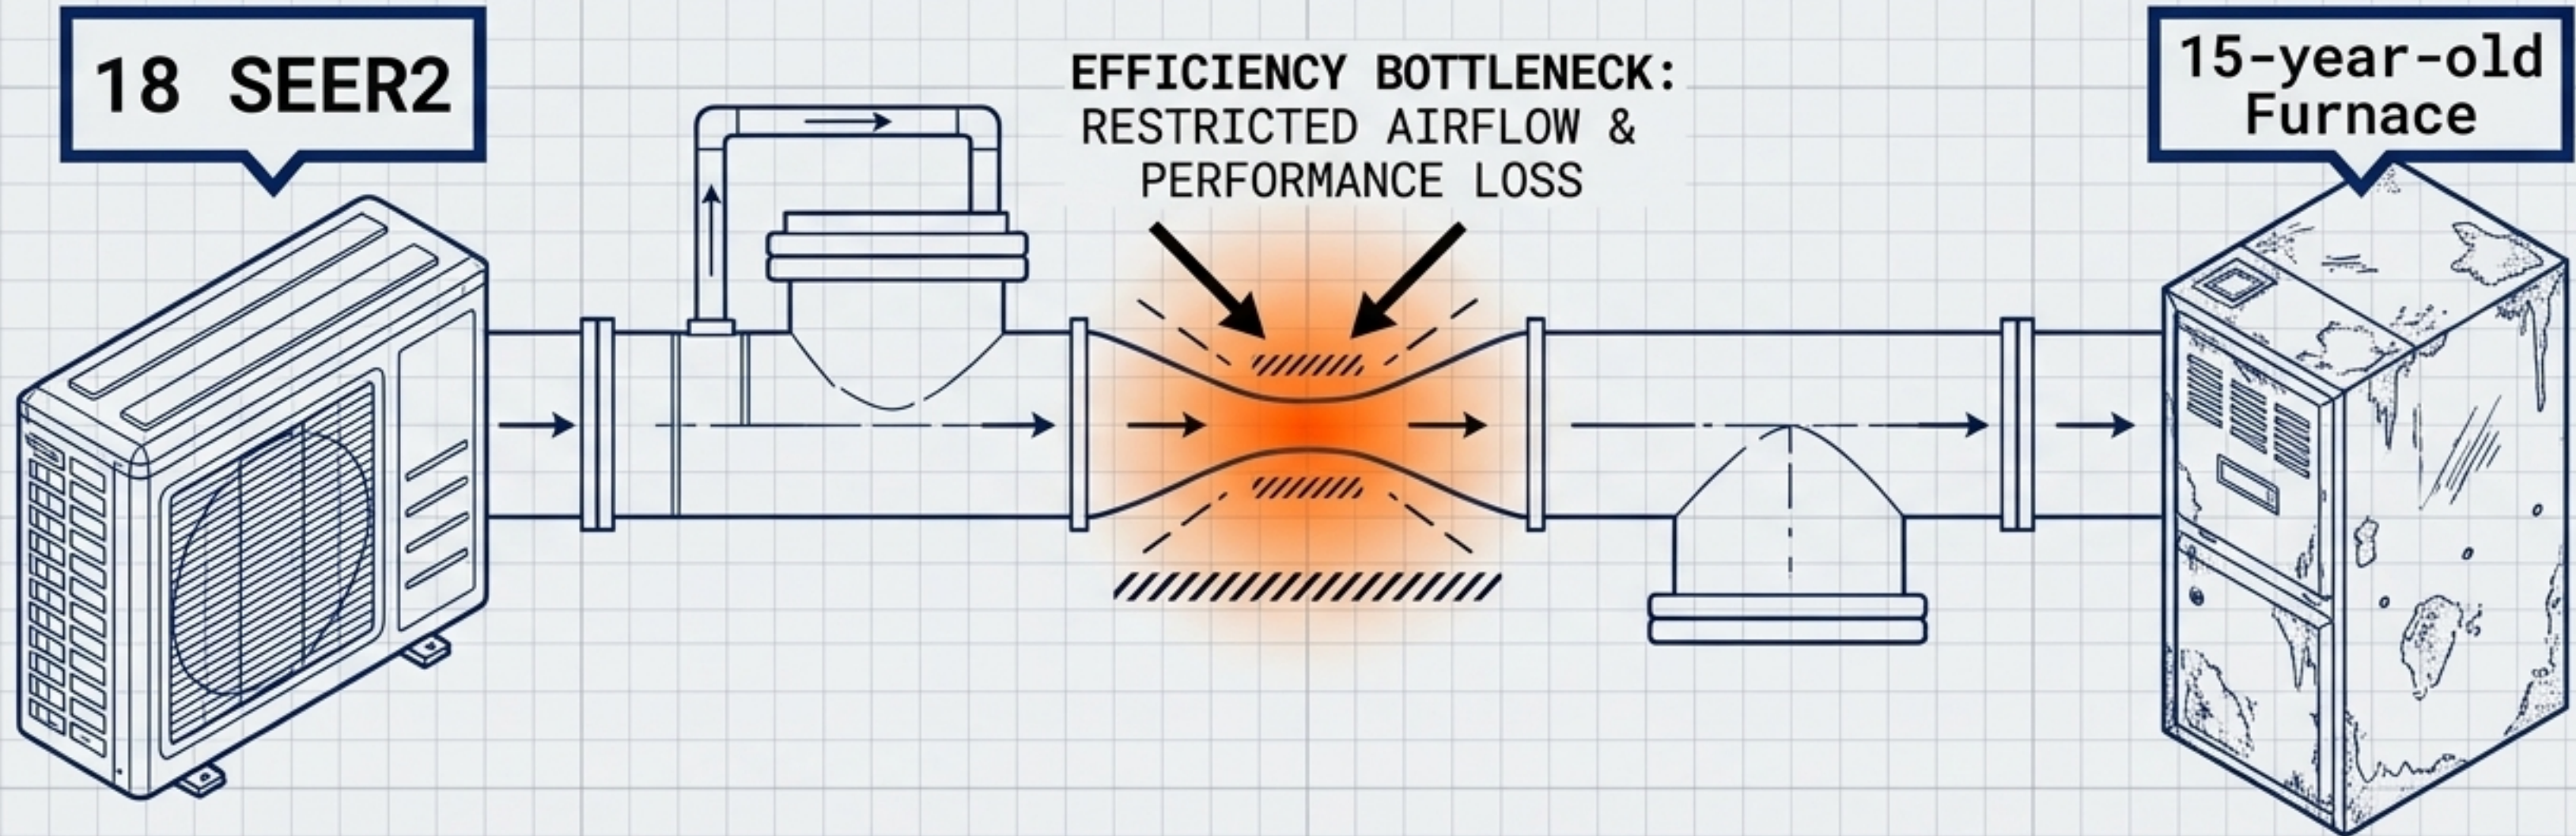 18 SEER2
EFFICIENCY BOTTLENECK:
RESTRICTED AIRFLOW &
PERFORMANCE LOSS
15-year-old
Furnace